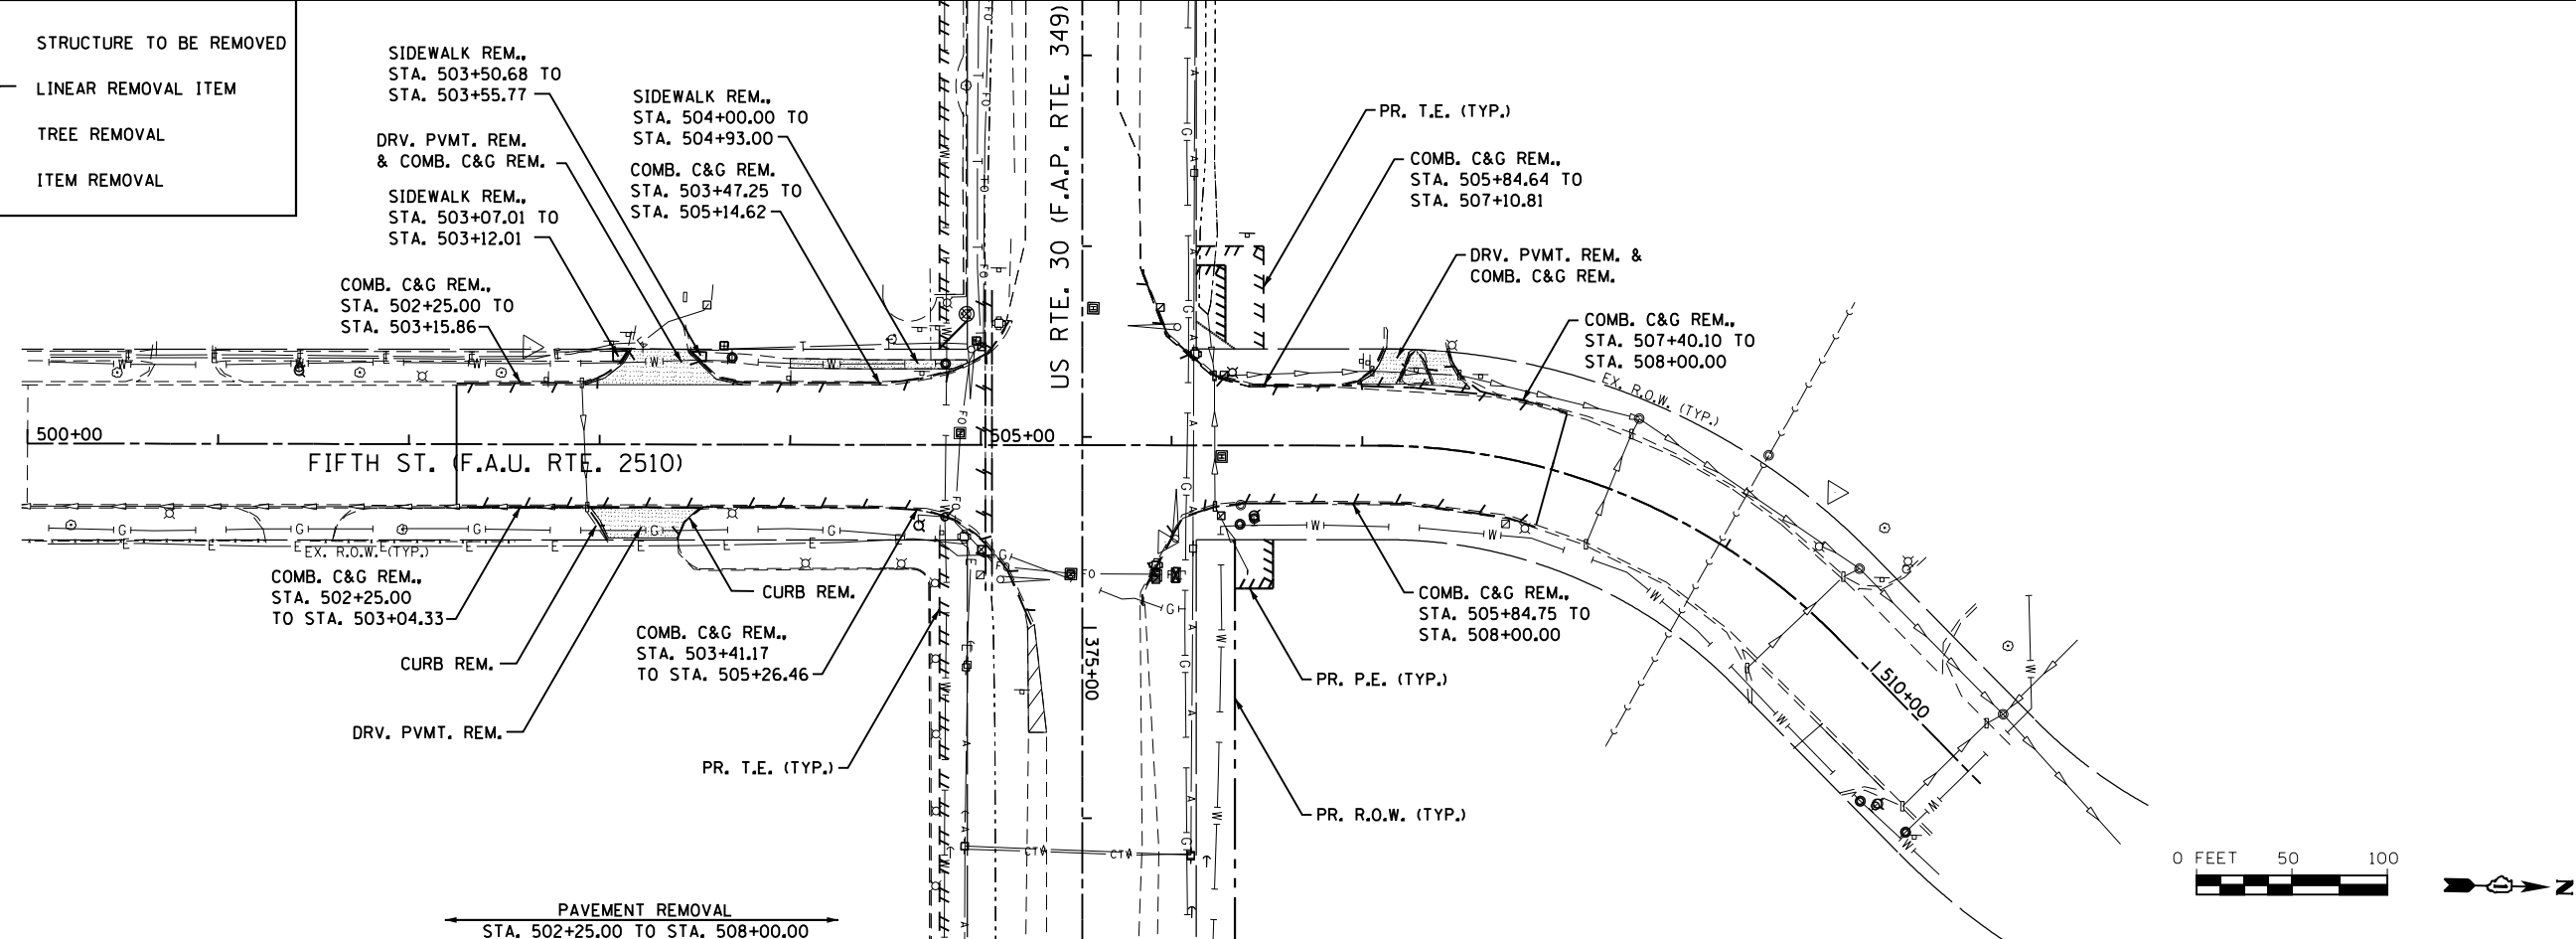 STRUCTURE TO BE REMOVED
LINEAR REMOVAL ITEM
TREE REMOVAL
ITEM REMOVAL
SIDEWALK REM.,
STA. 503+50.68 TO
STA. 503+55.77
DRV. PVMT. REM.
& COMB. C&G REM.
SIDEWALK REM.,
STA. 503+07.01 TO
STA. 503+12.01
COMB. C&G REM.,
STA. 502+25.00 TO
STA. 503+15.86
SIDEWALK REM.,
STA. 504+00.00 TO
STA. 504+93.00
COMB. C&G REM.
STA. 503+47.25 TO
STA. 505+14.62
US RTE. 30 (F.A.P. RTE. 349)
PR. T.E. (TYP.)
COMB. C&G REM.,
STA. 505+84.64 TO
STA. 507+10.81
DRV. PVMT. REM. &
COMB. C&G REM.
COMB. C&G REM.,
STA. 507+40.10 TO
STA. 508+00.00
EX. R.O.W. (TYP.)
500+00
505+00
FIFTH ST. (F.A.U. RTE. 2510)
EX. R.O.W. (TYP.)
COMB. C&G REM.,
STA. 502+25.00
TO STA. 503+04.33
CURB REM.
DRV. PVMT. REM.
CURB REM.
COMB. C&G REM.,
STA. 503+41.17
TO STA. 505+26.46
PR. T.E. (TYP.)
375+00
COMB. C&G REM.,
STA. 505+84.75 TO
STA. 508+00.00
PR. P.E. (TYP.)
PR. R.O.W. (TYP.)
510+00
CTV
CTV
PAVEMENT REMOVAL
STA. 502+25.00 TO STA. 508+00.00
0 FEET 50 100
N